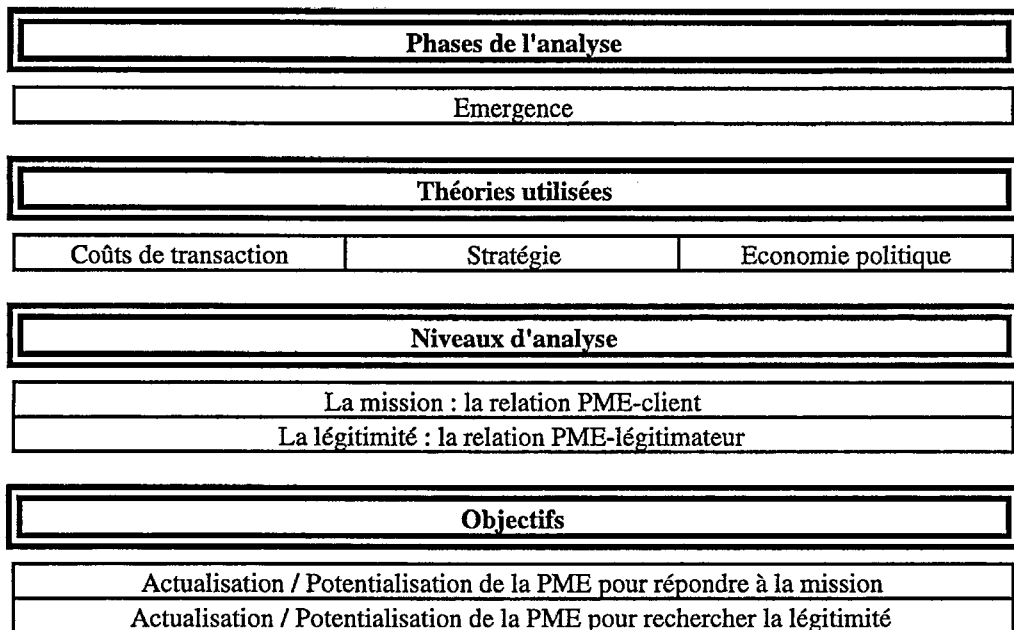 Phases de l'analyse
Emergence
Théories utilisées
Coûts de transaction Stratégie Economie politique
Niveaux d'analyse
La mission : la relation PME-client
La légitimité : la relation PME-légitimateur
Objectifs
Actualisation / Potentialisation de la PME pour répondre à la mission
Actualisation / Potentialisation de la PME pour rechercher la légitimité